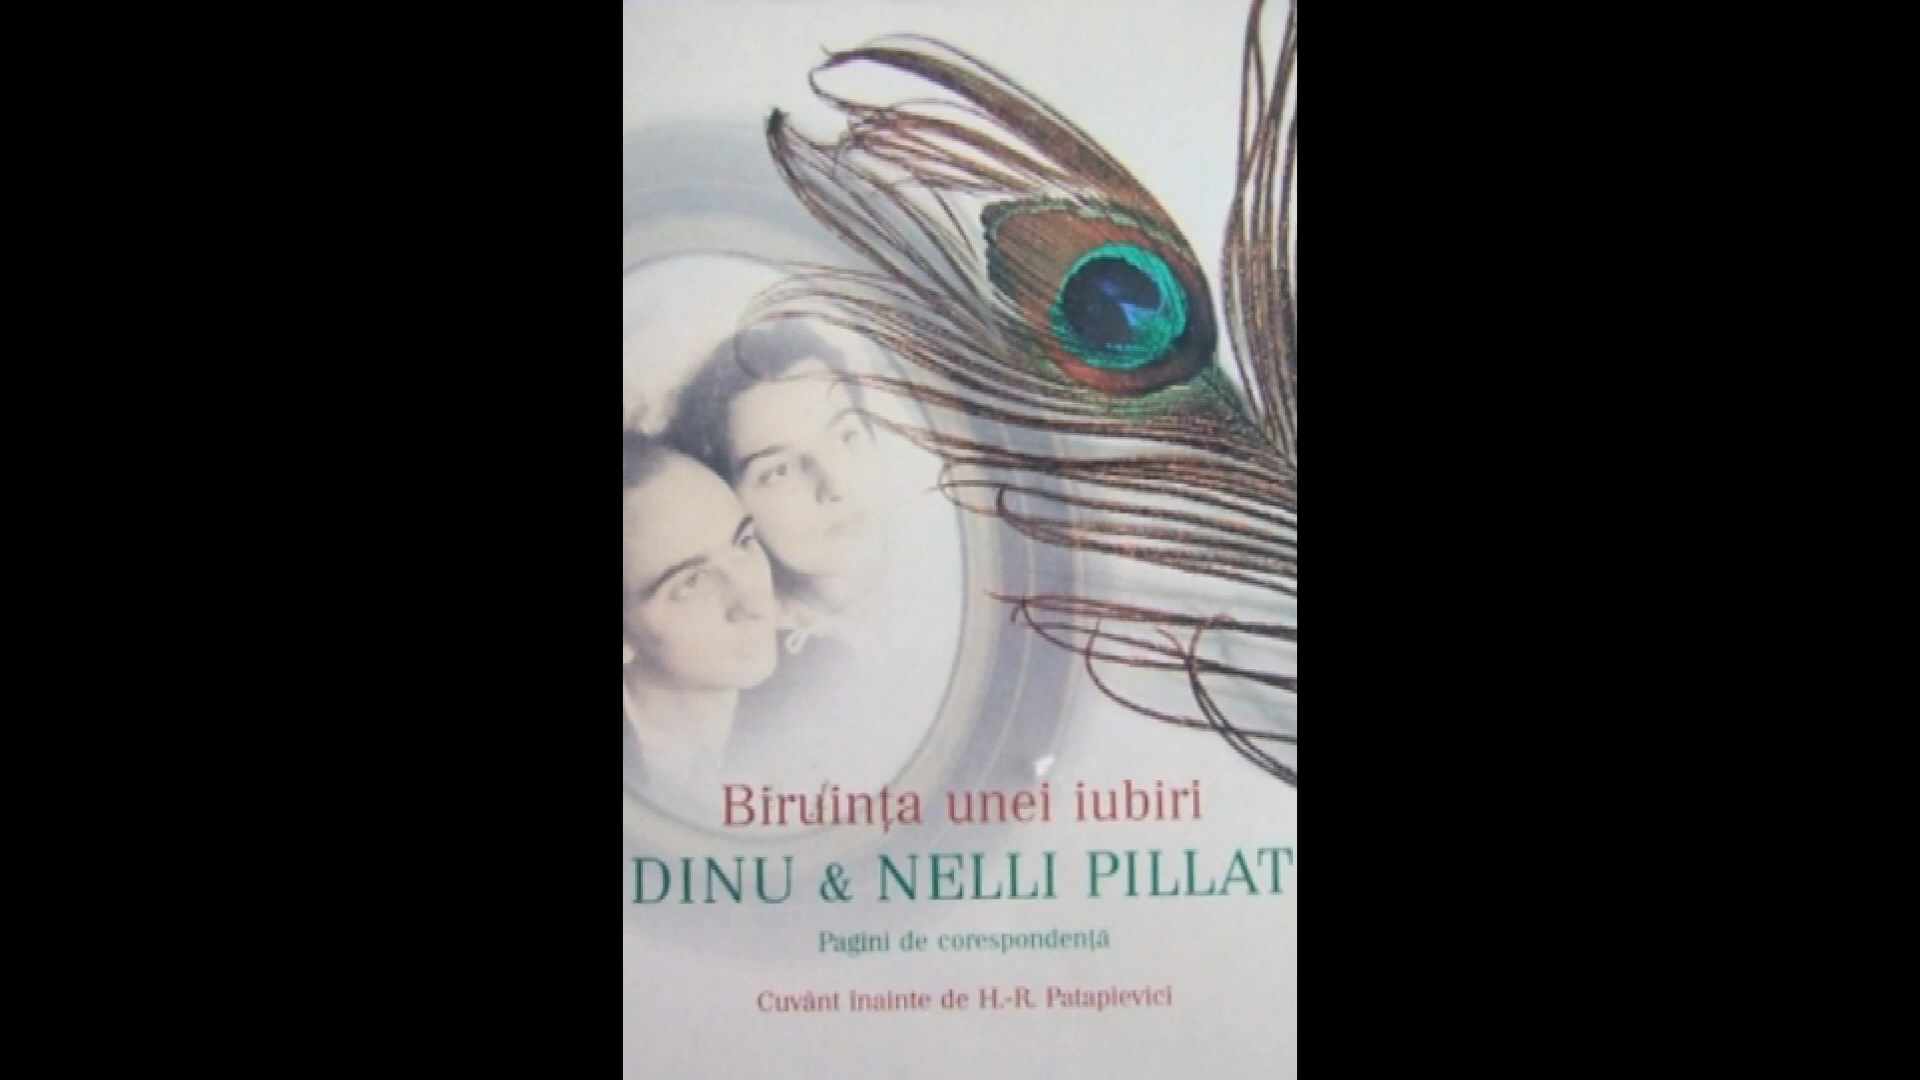 Biruința unei iubiri
DINU & NELLI PILLAT
Pagini de corespondență
Cuvânt înainte de H.-R. Patapievici